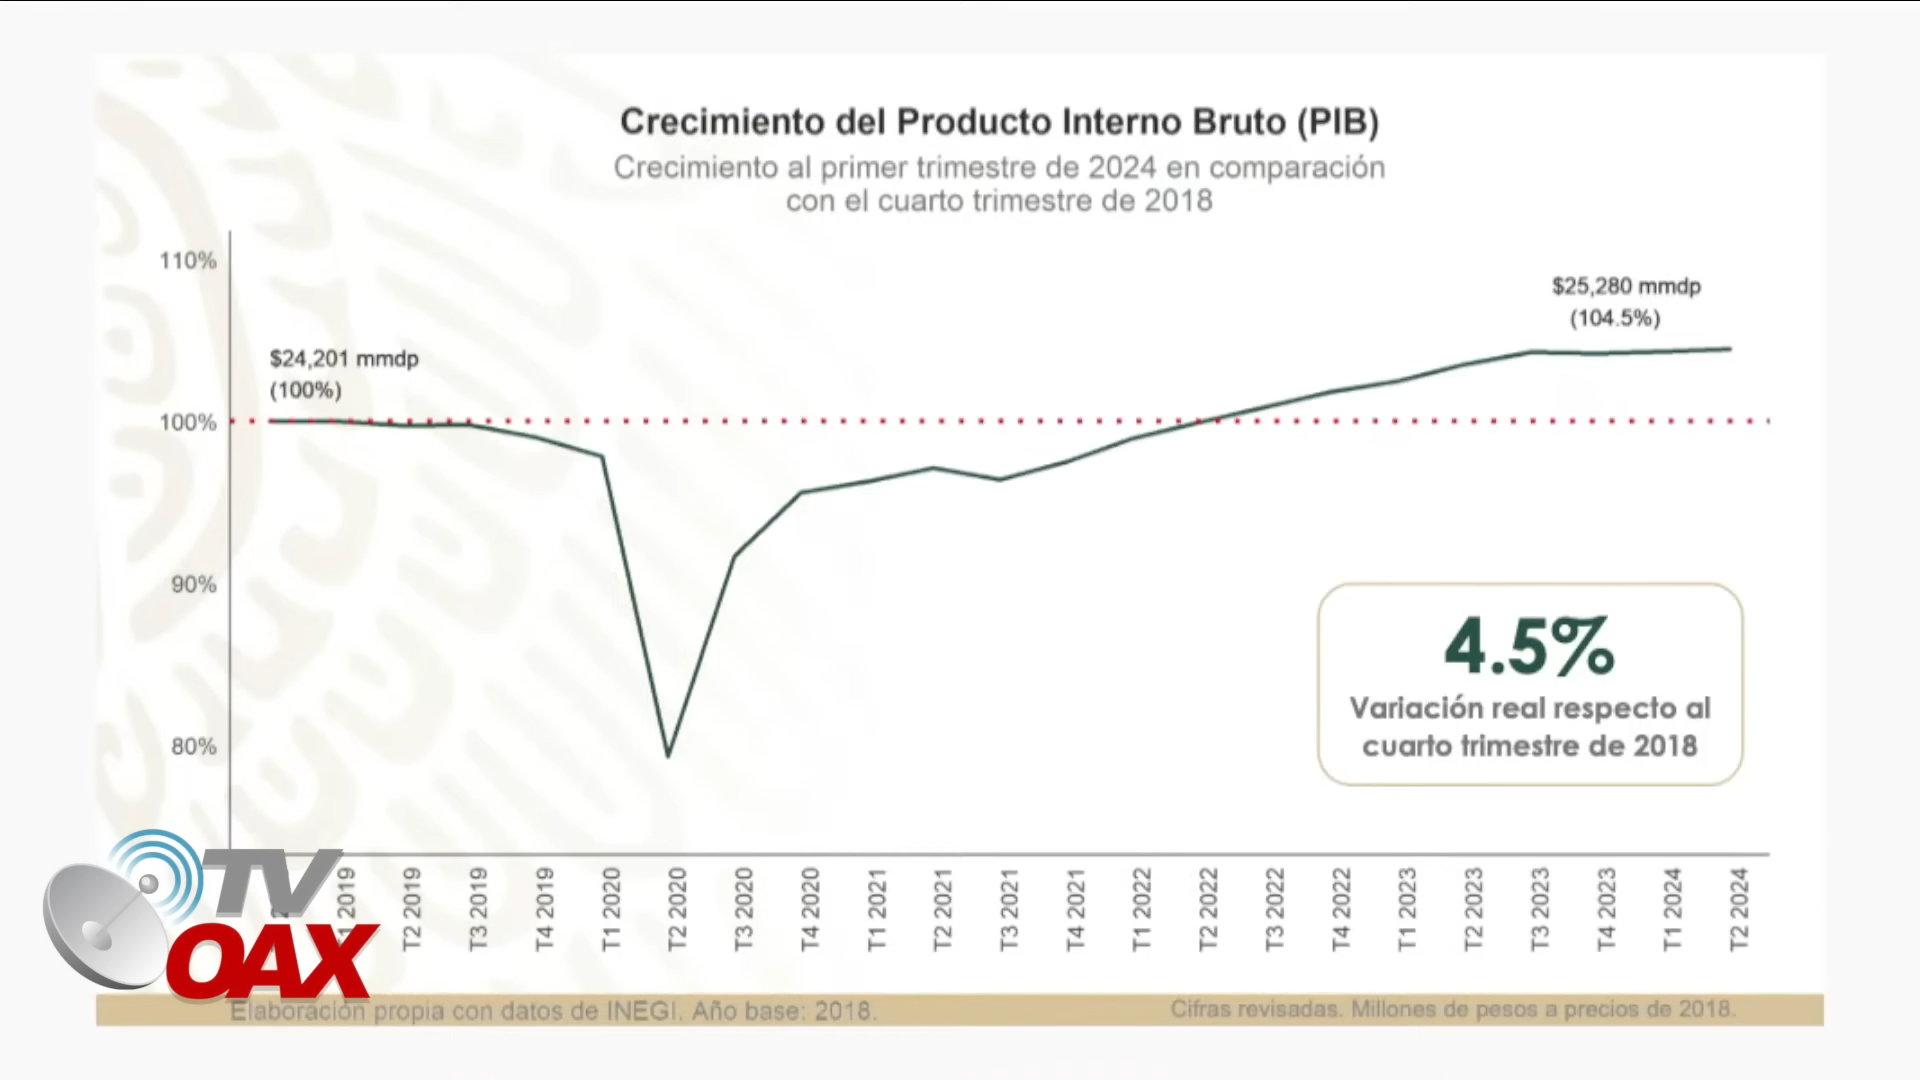 Crecimiento del Producto Interno Bruto (PIB)
Crecimiento al primer trimestre de 2024 en comparación
con el cuarto trimestre de 2018
110%
100%
90%
80%
$24,201 mmdp
(100%)
$25,280 mmdp
(104.5%)
4.5%
Variación real respecto al
cuarto trimestre de 2018
T1 2019
T2 2019
T3 2019
T4 2019
T1 2020
T2 2020
T3 2020
T4 2020
T1 2021
T2 2021
T3 2021
T4 2021
T1 2022
T2 2022
T3 2022
T4 2022
T1 2023
T2 2023
T3 2023
T4 2023
T1 2024
T2 2024
TV
OAX
Elaboración propia con datos de INEGI. Año base: 2018.
Cifras revisadas. Millones de pesos a precios de 2018.